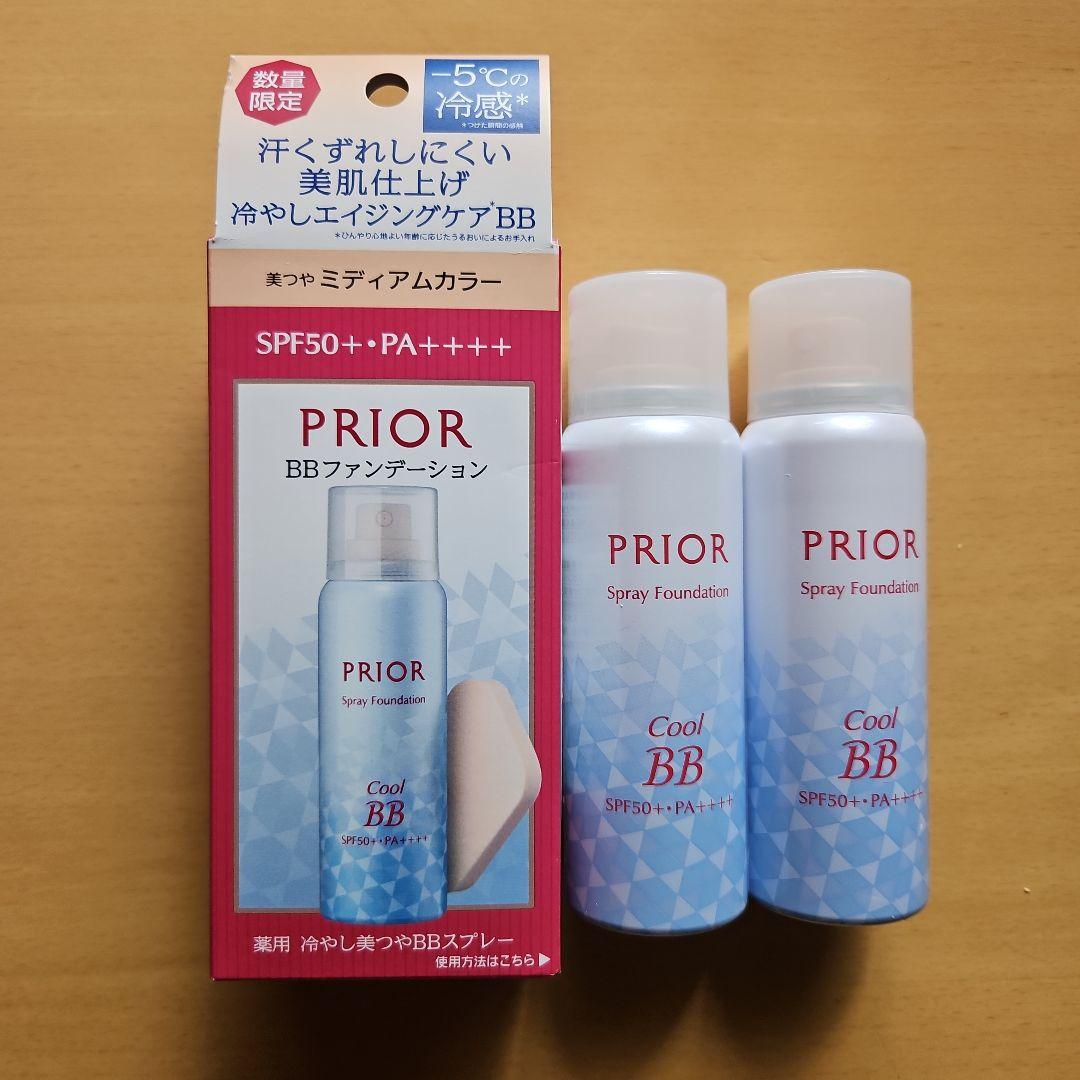 数量
限定
−5℃の
冷感*
*つけた瞬間の感触
汗くずれしにくい
美肌仕上げ
冷やしエイジングケア*BB
*ひんやり心地よい年齢に応じたうるおいによるお手入れ
美つや ミディアムカラー
SPF50+・PA++++
PRIOR
BBファンデーション
PRIOR
Spray Foundation
Cool
BB
SPF50+・PA++++
薬用 冷やし美つやBBスプレー
使用方法はこちら▶
PRIOR
Spray Foundation
Cool
BB
SPF50+・PA++++
PRIOR
Spray Foundation
Cool
BB
SPF50+・PA++++